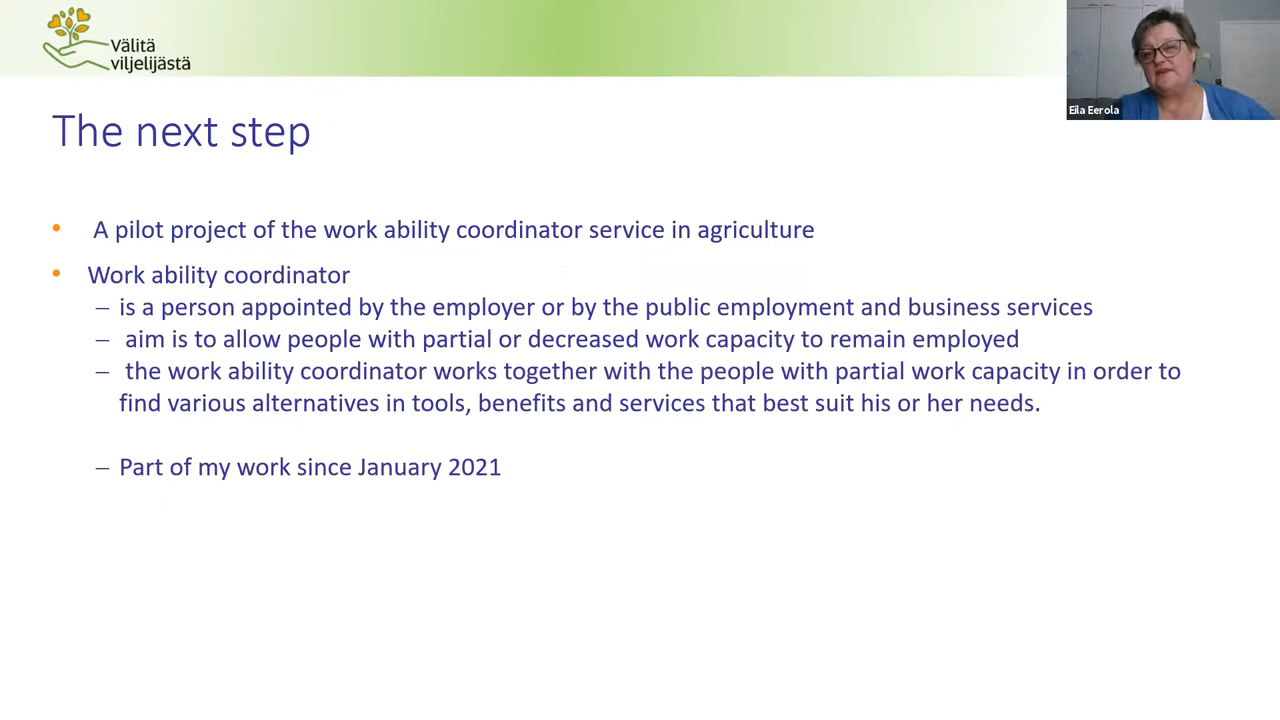 Välitä
viljelijästä
Eila Eerola
The next step
• A pilot project of the work ability coordinator service in agriculture
• Work ability coordinator
– is a person appointed by the employer or by the public employment and business services
– aim is to allow people with partial or decreased work capacity to remain employed
– the work ability coordinator works together with the people with partial work capacity in order to
find various alternatives in tools, benefits and services that best suit his or her needs.
– Part of my work since January 2021